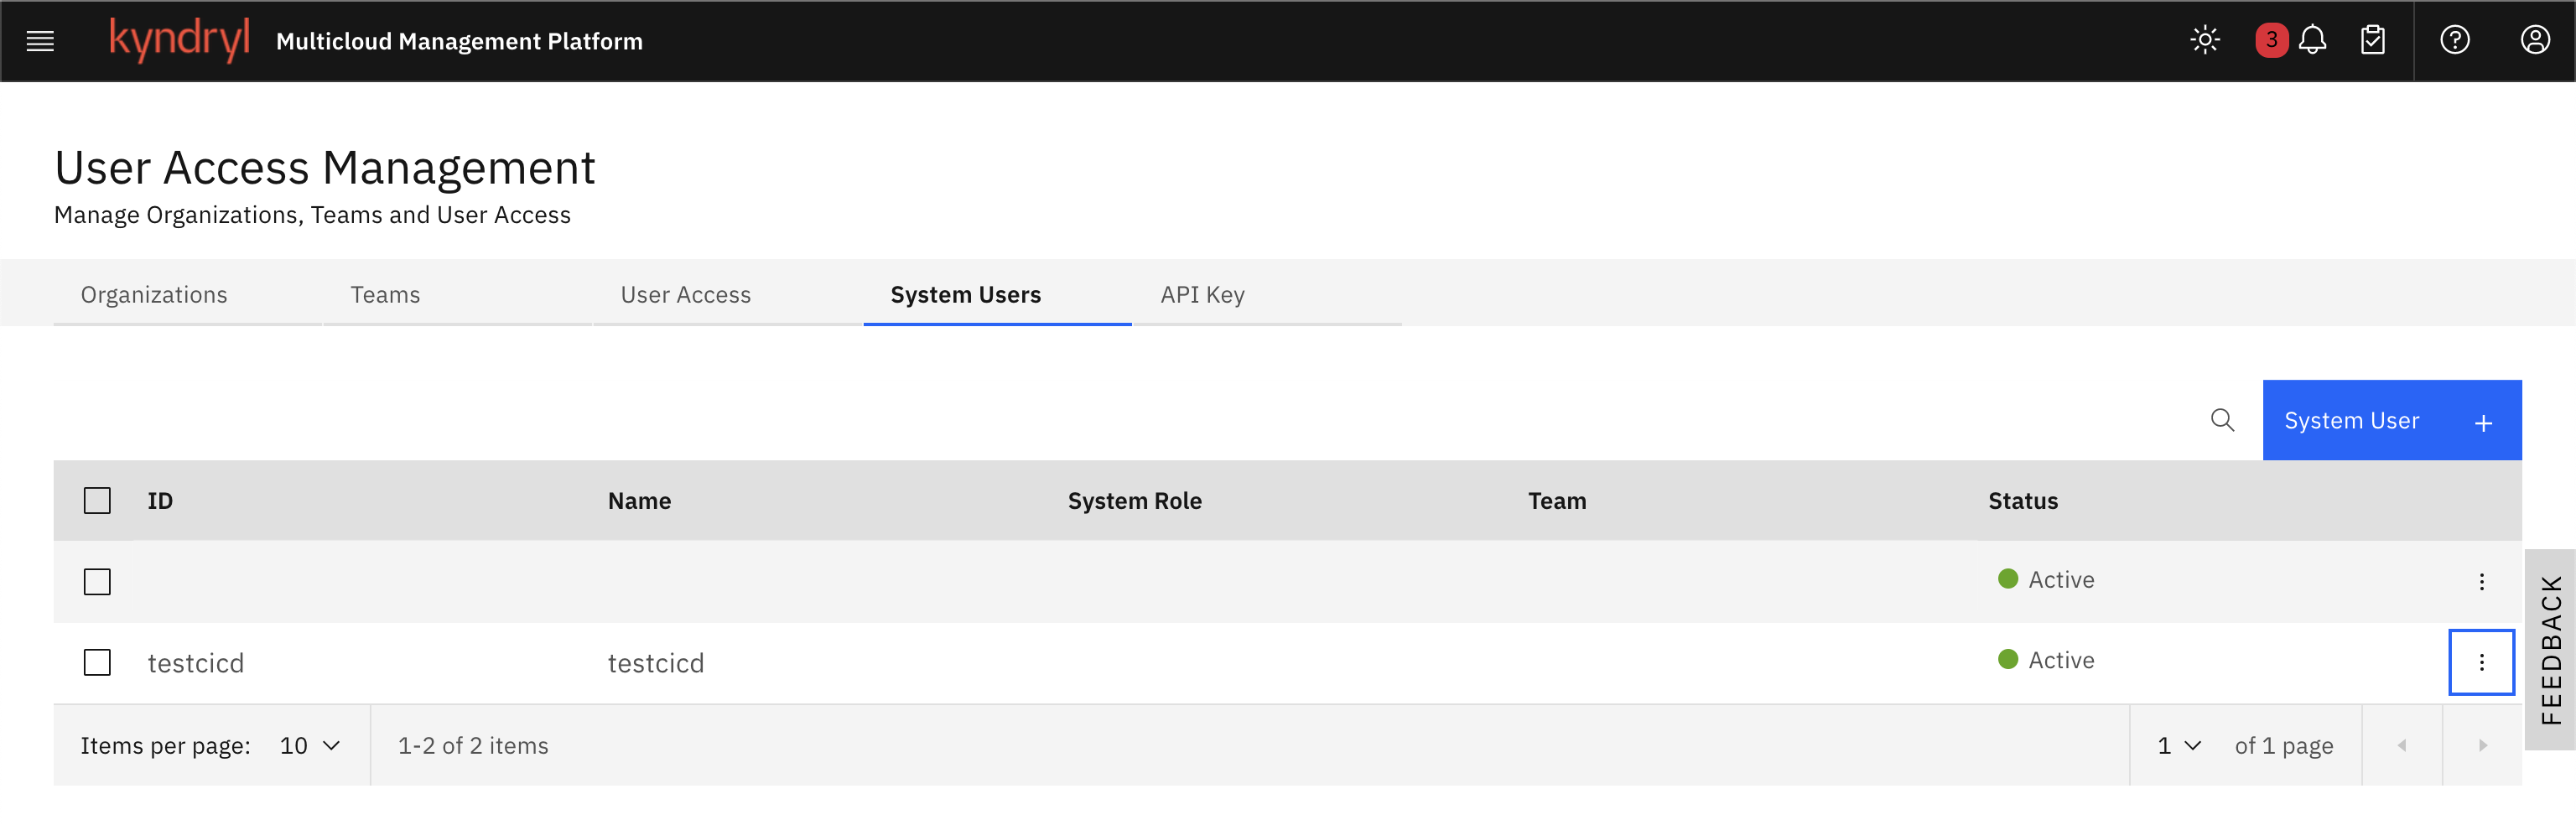 kyndryl Multicloud Management Platform 3
User Access Management
Manage Organizations, Teams and User Access
Organizations Teams User Access System Users API Key
System User +
ID Name System Role Team Status
Active
testcicd testcicd Active
FEEDBACK
Items per page: 10 1-2 of 2 items 1 of 1 page